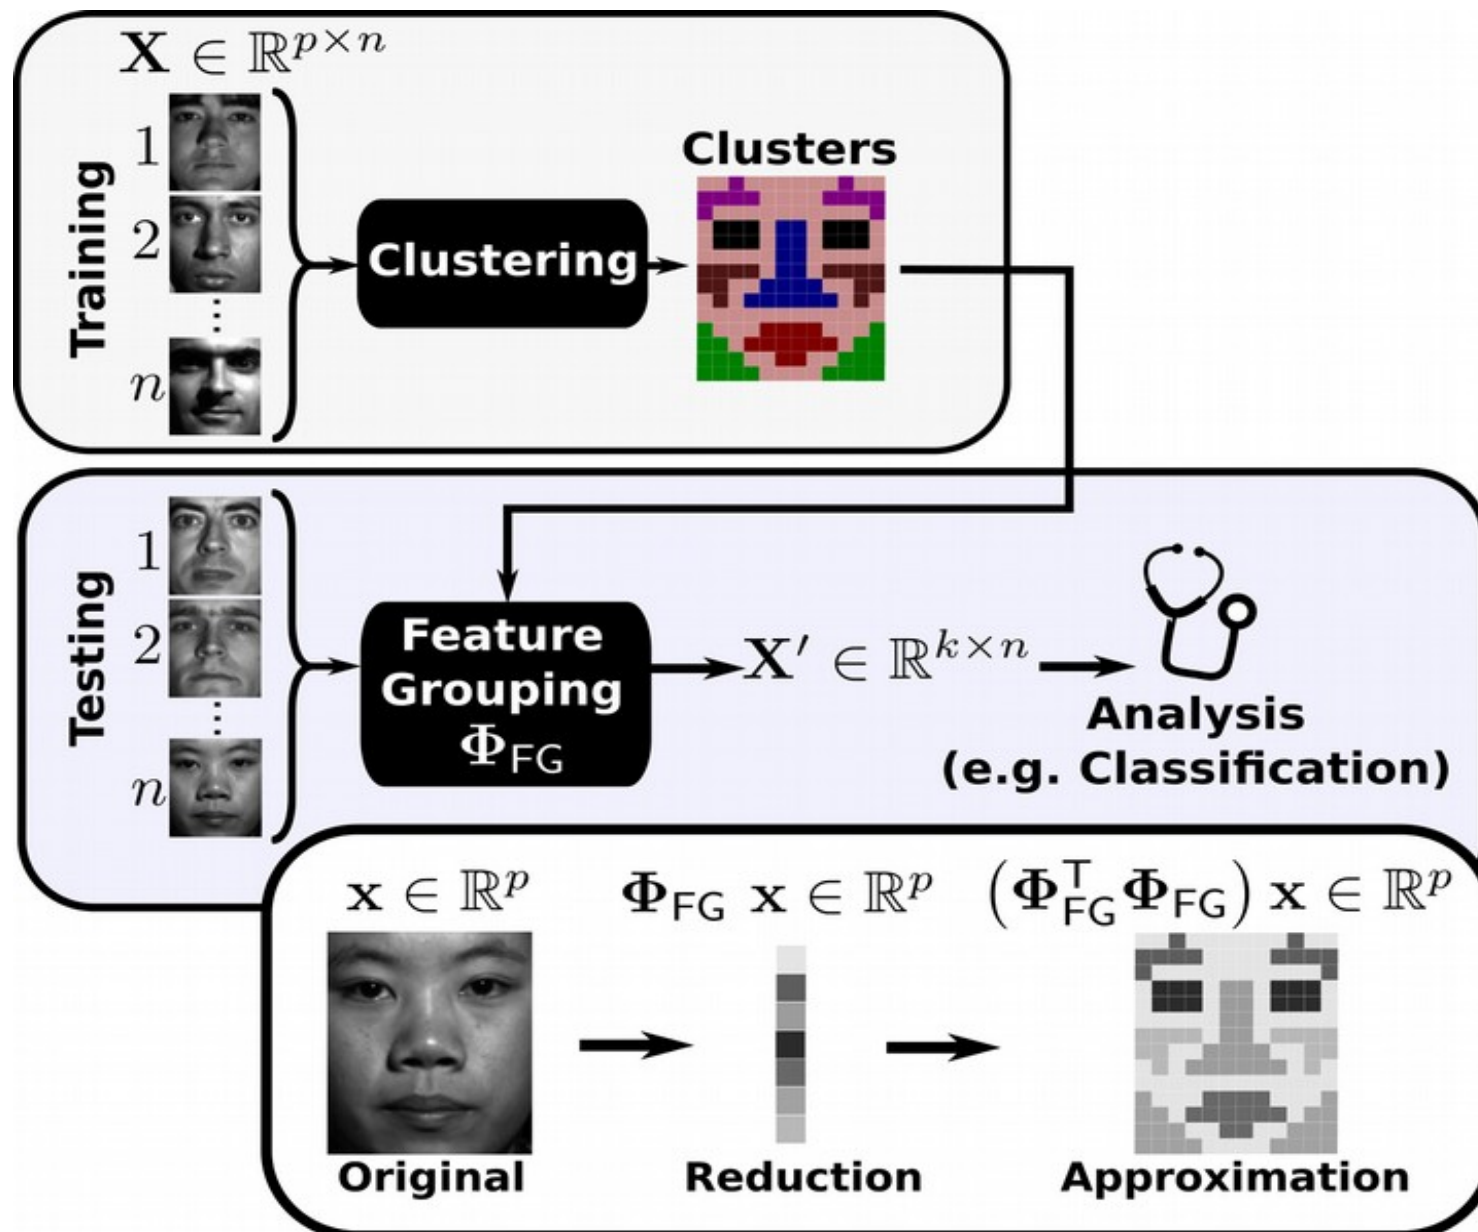 𝐗 ∈ ℝ^{p×n}
Training
1
2
n
Clustering
Clusters
Testing
1
2
n
Feature
Grouping
𝚽_FG
𝐗′ ∈ ℝ^{k×n}
Analysis
(e.g. Classification)
𝐱 ∈ ℝ^p
𝚽_FG 𝐱 ∈ ℝ^p
(𝚽_FG^T 𝚽_FG) 𝐱 ∈ ℝ^p
Original
Reduction
Approximation